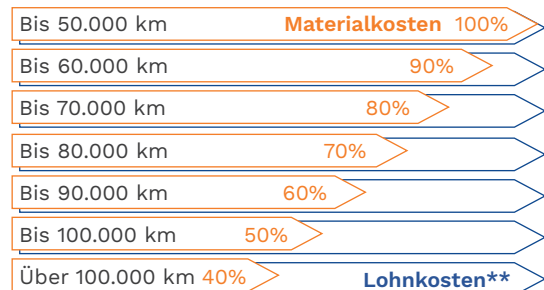 Bis 50.000 km Materialkosten 100%
Bis 60.000 km 90%
Bis 70.000 km 80%
Bis 80.000 km 70%
Bis 90.000 km 60%
Bis 100.000 km 50%
Über 100.000 km 40% Lohnkosten**